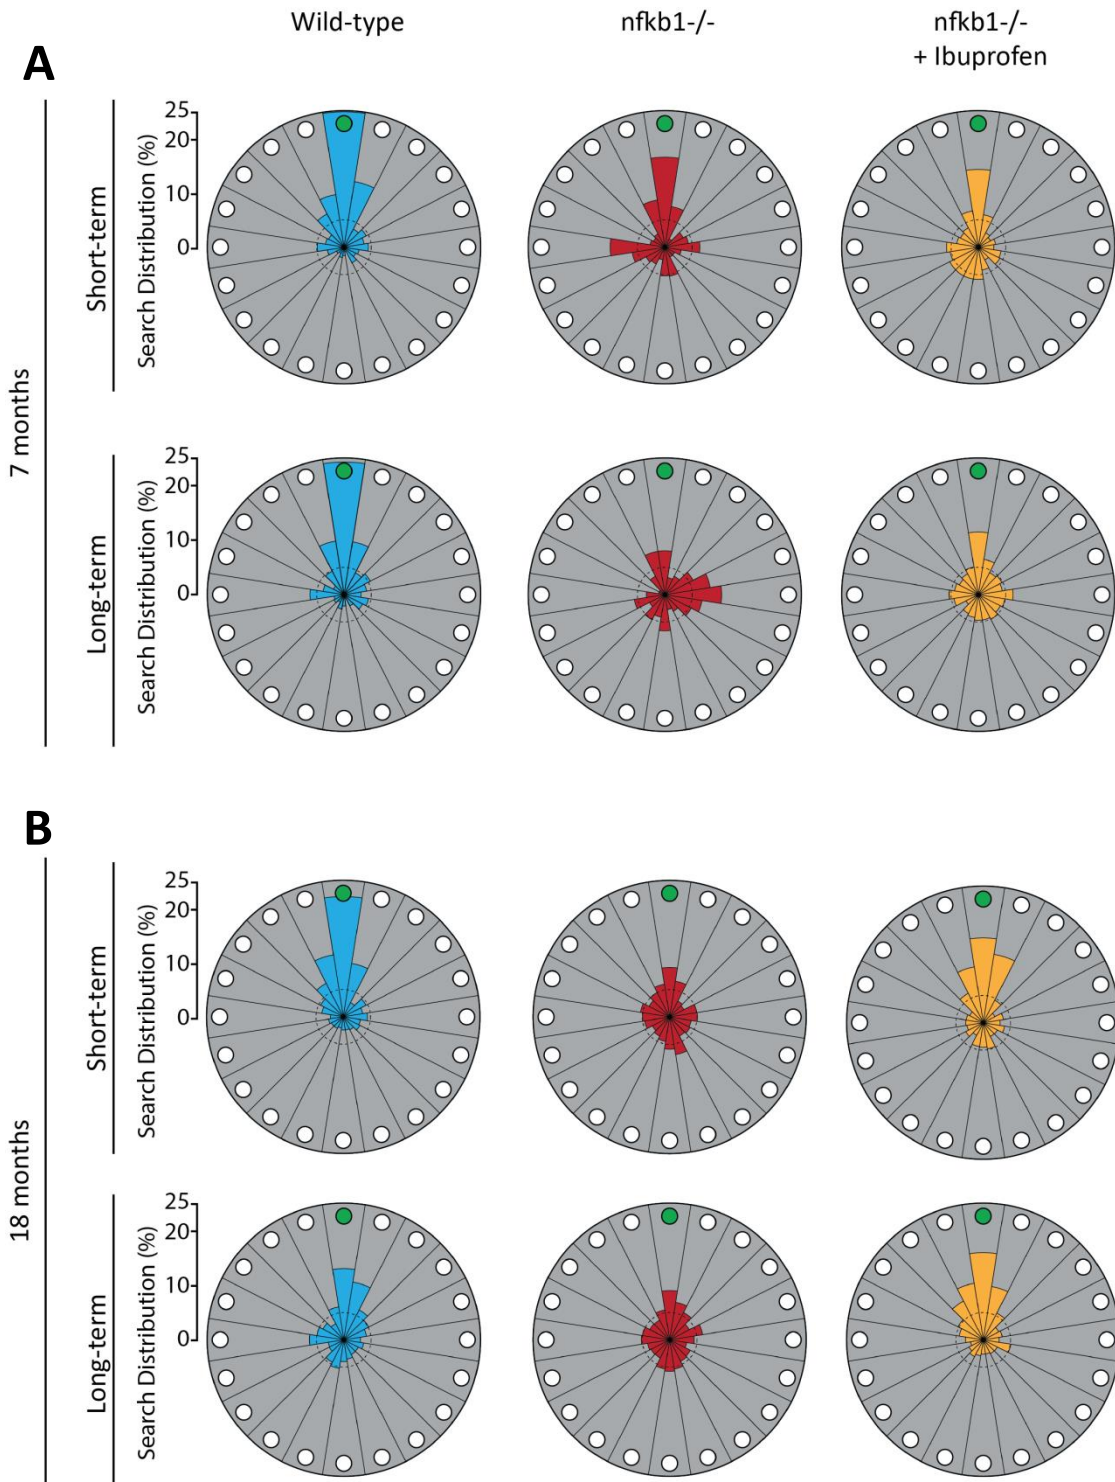 Wild-type
nfkb1-/-
nfkb1-/-
+ Ibuprofen
A
7 months
Short-term
Search Distribution (%)
25
20
10
0
Long-term
Search Distribution (%)
25
20
10
0
B
18 months
Short-term
Search Distribution (%)
25
20
10
0
Long-term
Search Distribution (%)
25
20
10
0